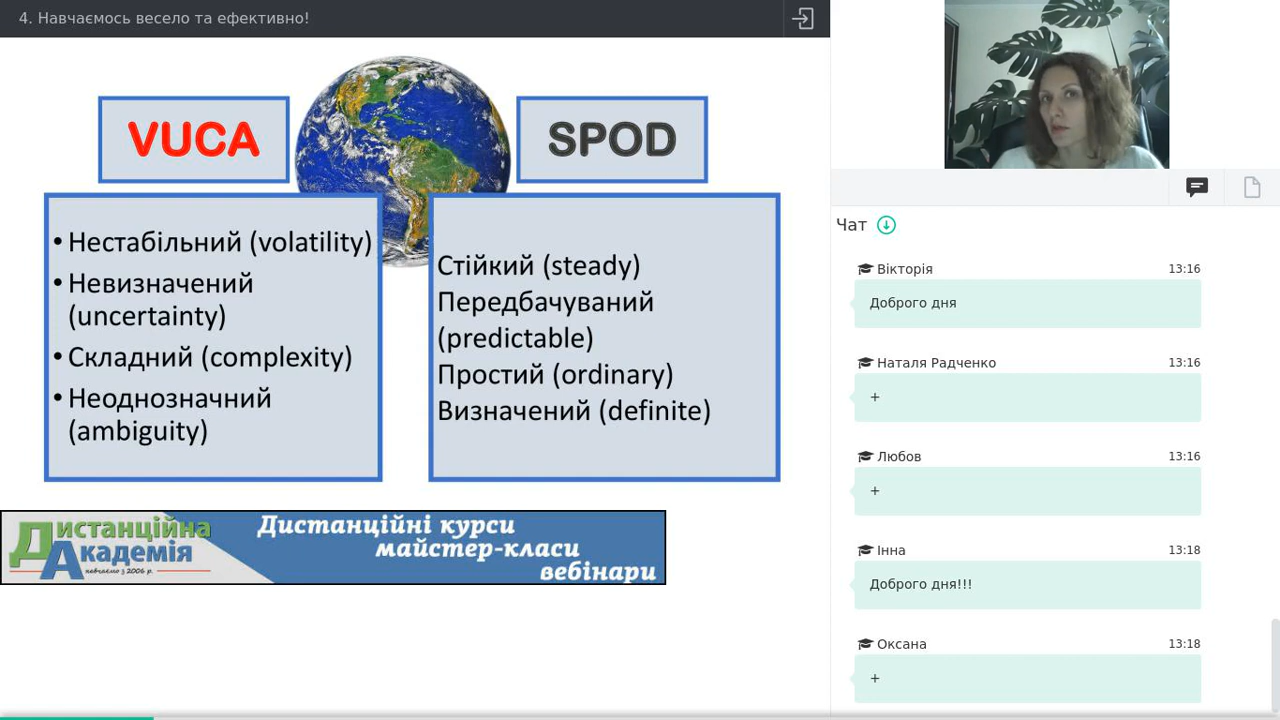 4. Навчаємось весело та ефективно!
VUCA
SPOD
• Нестабільний (volatility)
• Невизначений
(uncertainty)
• Складний (complexity)
• Неоднозначний
(ambiguity)
Стійкий (steady)
Передбачуваний
(predictable)
Простий (ordinary)
Визначений (definite)
Дистанційна
Академія
навчаємо з 2006 р.
Дистанційні курси
майстер-класи
вебінари
Чат
Вікторія 13:16
Доброго дня
Наталя Радченко 13:16
+
Любов 13:16
+
Інна 13:18
Доброго дня!!!
Оксана 13:18
+